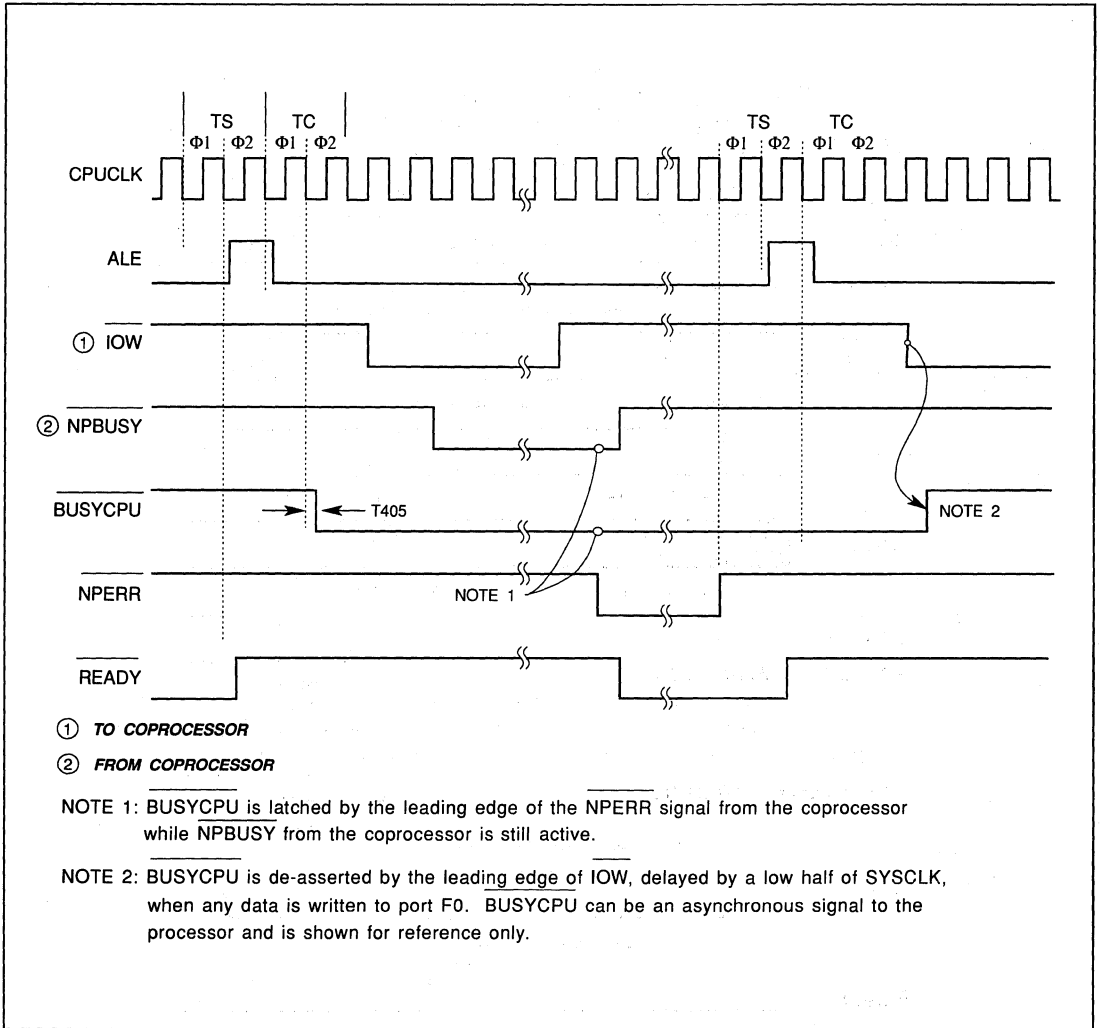 TS TC TS TC
Φ1 Φ2 Φ1 Φ2 Φ1 Φ2 Φ1 Φ2
CPUCLK
ALE
① IOW
② NPBUSY
BUSYCPU T405 NOTE 2
NPERR NOTE 1
READY
① TO COPROCESSOR
② FROM COPROCESSOR
NOTE 1: BUSYCPU is latched by the leading edge of the NPERR signal from the coprocessor
while NPBUSY from the coprocessor is still active.
NOTE 2: BUSYCPU is de-asserted by the leading edge of IOW, delayed by a low half of SYSCLK,
when any data is written to port F0. BUSYCPU can be an asynchronous signal to the
processor and is shown for reference only.